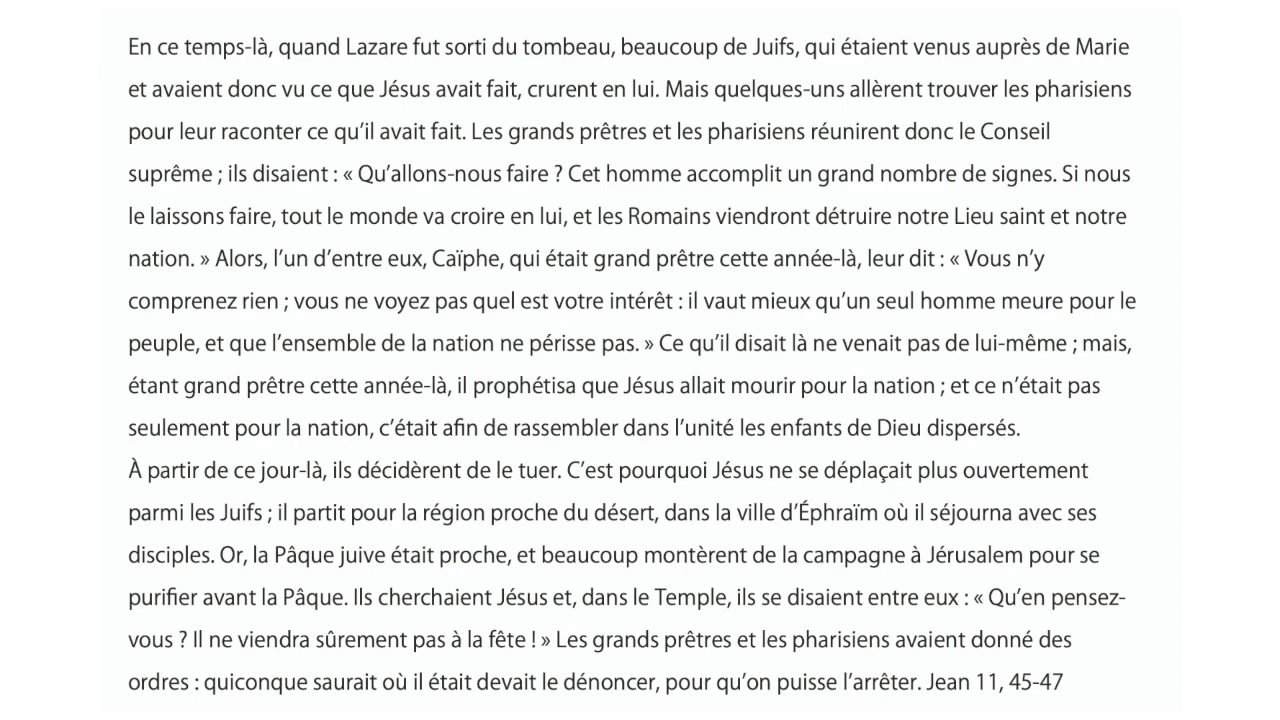 En ce temps-là, quand Lazare fut sorti du tombeau, beaucoup de Juifs, qui étaient venus auprès de Marie
et avaient donc vu ce que Jésus avait fait, crurent en lui. Mais quelques-uns allèrent trouver les pharisiens
pour leur raconter ce qu’il avait fait. Les grands prêtres et les pharisiens réunirent donc le Conseil
suprême ; ils disaient : « Qu’allons-nous faire ? Cet homme accomplit un grand nombre de signes. Si nous
le laissons faire, tout le monde va croire en lui, et les Romains viendront détruire notre Lieu saint et notre
nation. » Alors, l’un d’entre eux, Caïphe, qui était grand prêtre cette année-là, leur dit : « Vous n’y
comprenez rien ; vous ne voyez pas quel est votre intérêt : il vaut mieux qu’un seul homme meure pour le
peuple, et que l’ensemble de la nation ne périsse pas. » Ce qu’il disait là ne venait pas de lui-même ; mais,
étant grand prêtre cette année-là, il prophétisa que Jésus allait mourir pour la nation ; et ce n’était pas
seulement pour la nation, c’était afin de rassembler dans l’unité les enfants de Dieu dispersés.
À partir de ce jour-là, ils décidèrent de le tuer. C’est pourquoi Jésus ne se déplaçait plus ouvertement
parmi les Juifs ; il partit pour la région proche du désert, dans la ville d’Éphraïm où il séjourna avec ses
disciples. Or, la Pâque juive était proche, et beaucoup montèrent de la campagne à Jérusalem pour se
purifier avant la Pâque. Ils cherchaient Jésus et, dans le Temple, ils se disaient entre eux : « Qu’en pensez-
vous ? Il ne viendra sûrement pas à la fête ! » Les grands prêtres et les pharisiens avaient donné des
ordres : quiconque saurait où il était devait le dénoncer, pour qu’on puisse l’arrêter. Jean 11, 45-47